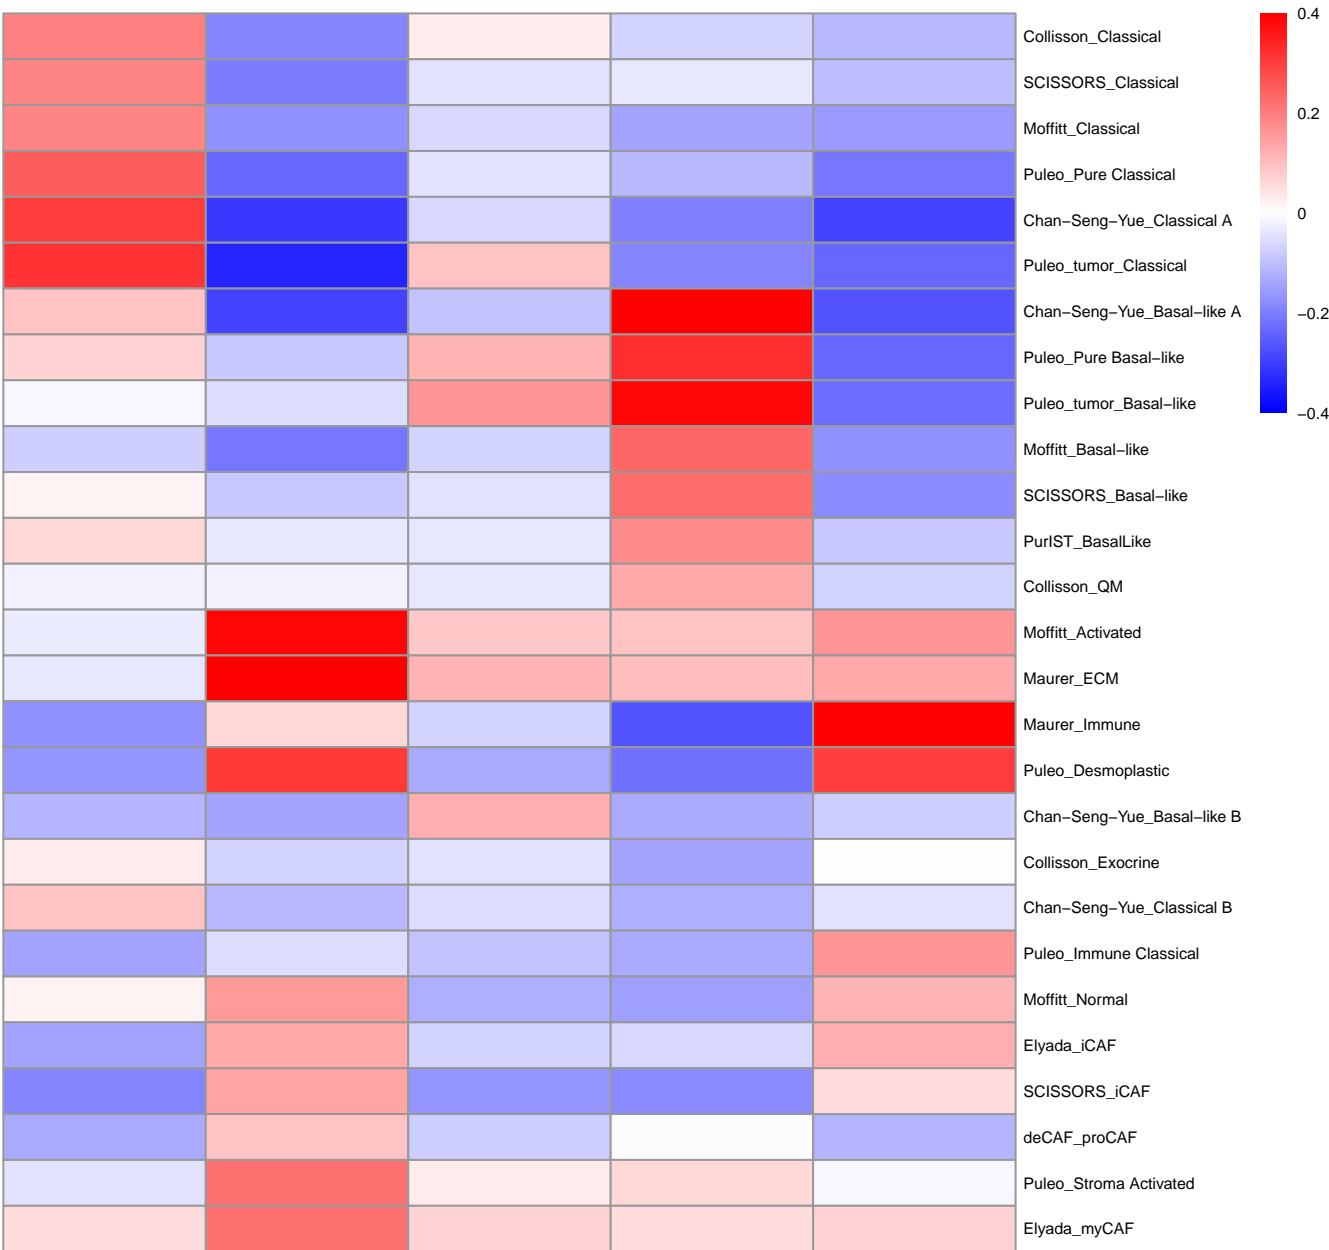 Collisson_Classical
SCISSORS_Classical
Moffitt_Classical
Puleo_Pure Classical
Chan−Seng−Yue_Classical A
Puleo_tumor_Classical
Chan−Seng−Yue_Basal−like A
Puleo_Pure Basal−like
Puleo_tumor_Basal−like
Moffitt_Basal−like
SCISSORS_Basal−like
PurIST_BasalLike
Collisson_QM
Moffitt_Activated
Maurer_ECM
Maurer_Immune
Puleo_Desmoplastic
Chan−Seng−Yue_Basal−like B
Collisson_Exocrine
Chan−Seng−Yue_Classical B
Puleo_Immune Classical
Moffitt_Normal
Elyada_iCAF
SCISSORS_iCAF
deCAF_proCAF
Puleo_Stroma Activated
Elyada_myCAF
0.4
0.2
0
−0.2
−0.4